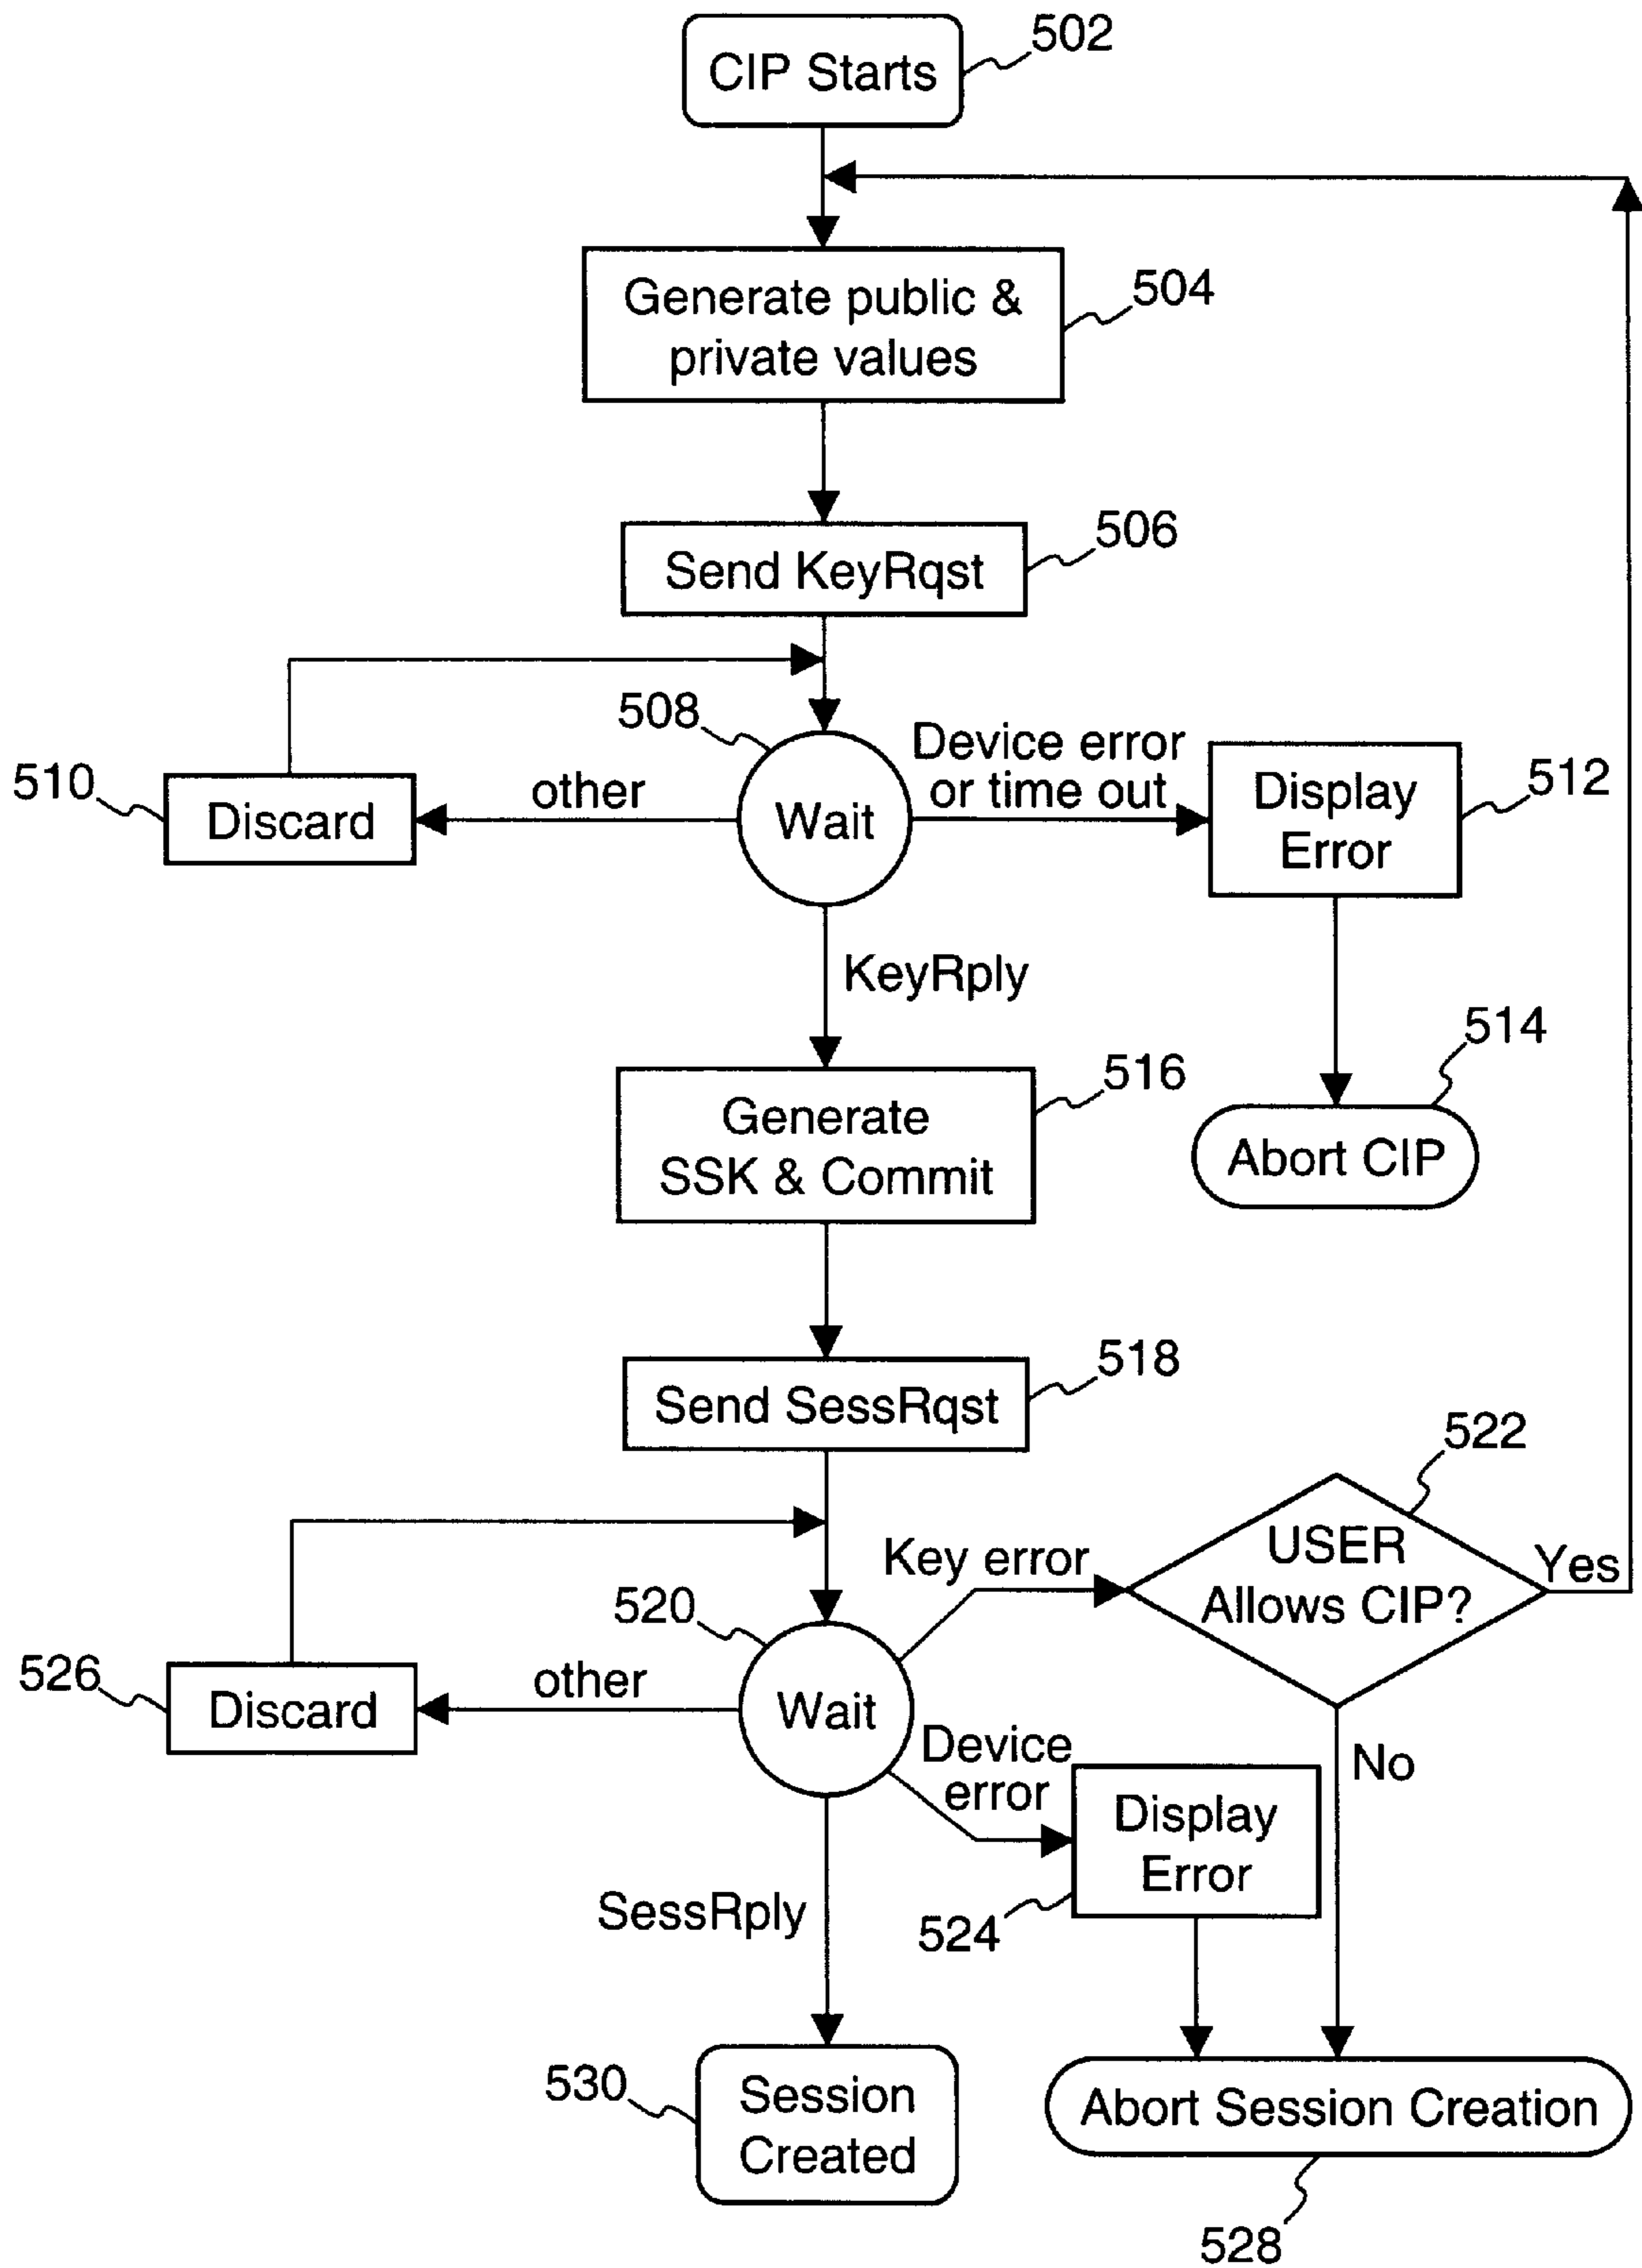 502
CIP Starts
504
Generate public &
private values
506
Send KeyRqst
508
Device error
or time out
510
Discard
other
Wait
Display
Error
512
KeyRply
514
Abort CIP
516
Generate
SSK & Commit
518
Send SessRqst
522
USER
Allows CIP?
Yes
Key error
520
526
Discard
other
Wait
No
Device
error
Display
Error
524
SessRply
530
Session
Created
Abort Session Creation
528